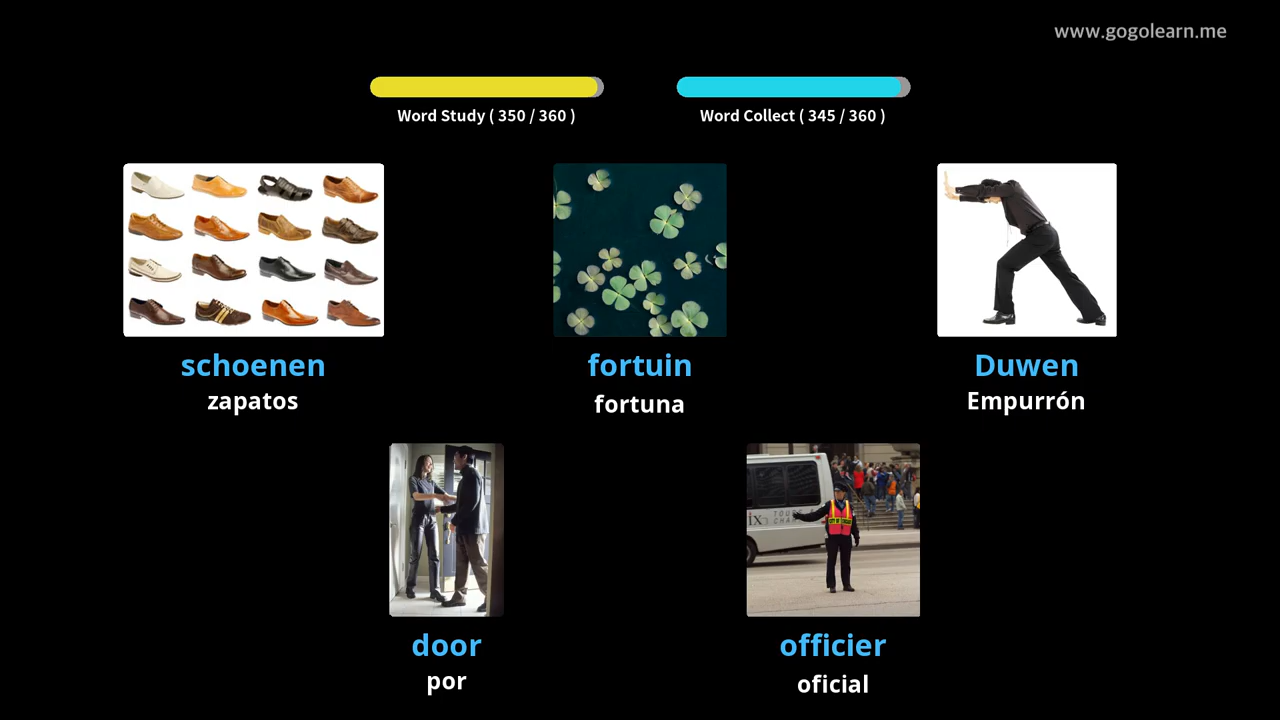 www.gogolearn.me
Word Study ( 350 / 360 )
Word Collect ( 345 / 360 )
schoenen
zapatos
fortuin
fortuna
Duwen
Empurrón
door
por
officier
oficial